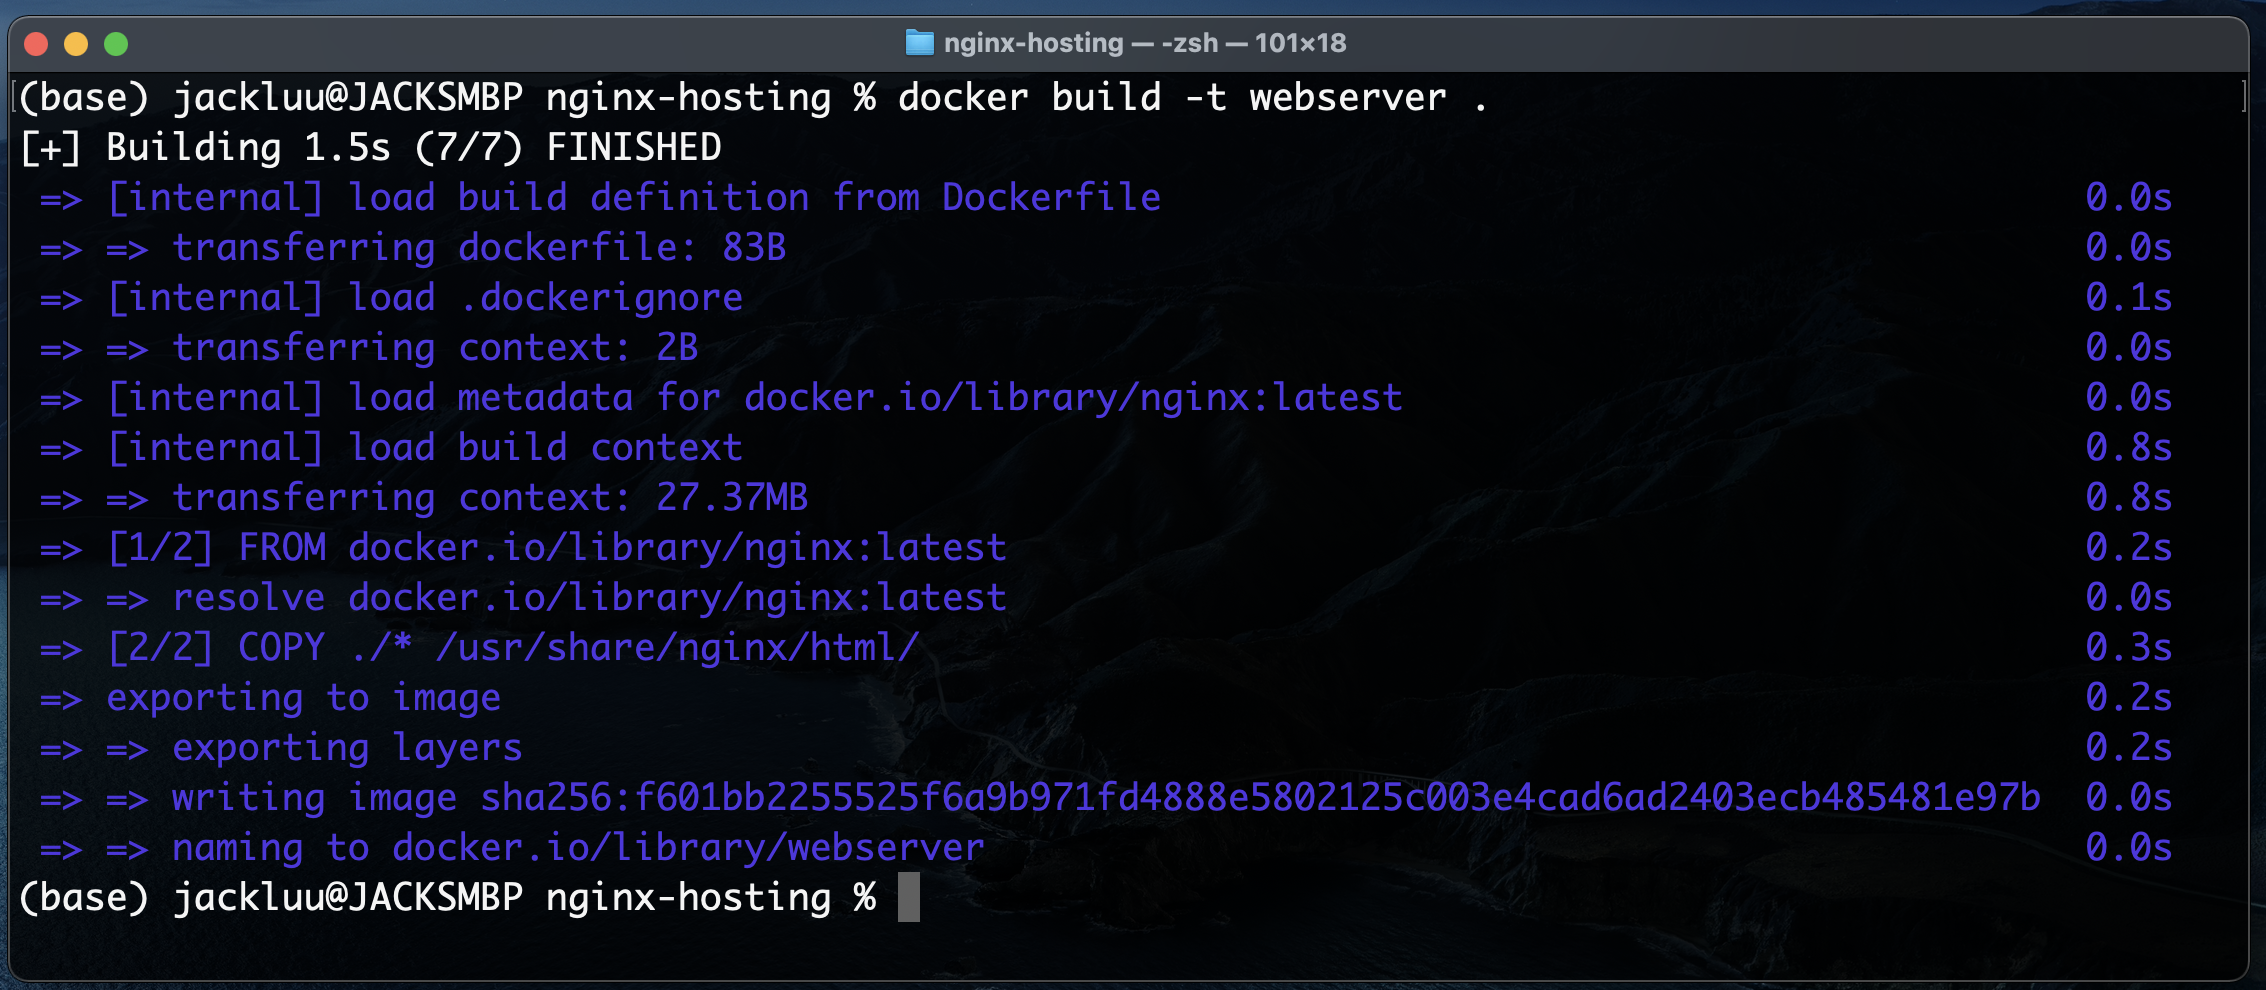 nginx-hosting — -zsh — 101×18
(base) jackluu@JACKSMBP nginx-hosting % docker build -t webserver .
[+] Building 1.5s (7/7) FINISHED
=> [internal] load build definition from Dockerfile 0.0s
=> => transferring dockerfile: 83B 0.0s
=> [internal] load .dockerignore 0.1s
=> => transferring context: 2B 0.0s
=> [internal] load metadata for docker.io/library/nginx:latest 0.0s
=> [internal] load build context 0.8s
=> => transferring context: 27.37MB 0.8s
=> [1/2] FROM docker.io/library/nginx:latest 0.2s
=> => resolve docker.io/library/nginx:latest 0.0s
=> [2/2] COPY ./* /usr/share/nginx/html/ 0.3s
=> exporting to image 0.2s
=> => exporting layers 0.2s
=> => writing image sha256:f601bb2255525f6a9b971fd4888e5802125c003e4cad6ad2403ecb485481e97b 0.0s
=> => naming to docker.io/library/webserver 0.0s
(base) jackluu@JACKSMBP nginx-hosting %